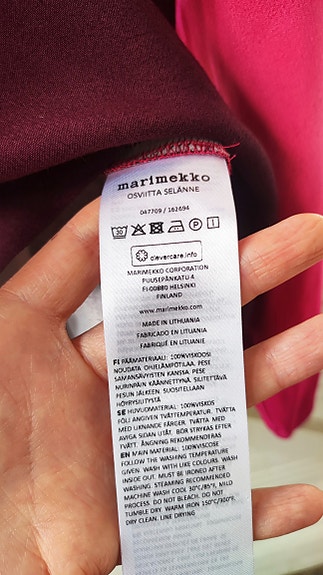 marimekko
OSVIITTA SELÄNNE
047709 / 162694
30 P
clevercare.info
MARIMEKKO CORPORATION
PUUSEPÄNKATU 4
FI-00880 HELSINKI
FINLAND
www.marimekko.com
MADE IN LITHUANIA
FABRICADO EN LITUANIA
FABRIQUÉ EN LITUANIE
FI PÄÄMATERIAALI: 100%VISKOOSI
NOUDATA OHJELÄMPÖTILAA. PESE
SAMANSÄVYISTEN KANSSA. PESE
NURINPÄIN KÄÄNNETTYNÄ. SILITETTÄVÄ
PESUN JÄLKEEN. SUOSITELLAAN
HÖYRYSILITYSTÄ
SE HUVUDMATERIAL: 100%VISKOS
FÖLJ ANGIVEN TVÄTTEMPERATUR. TVÄTTA
MED LIKNANDE FÄRGER. TVÄTTA MED
AVIGA SIDAN UTÅT. BÖR STRYKAS EFTER
TVÄTT. ÅNGNING REKOMMENDERAS
EN MAIN MATERIAL: 100%VISCOSE
FOLLOW THE WASHING TEMPERATURE
GIVEN. WASH WITH LIKE COLOURS. WASH
INSIDE OUT. MUST BE IRONED AFTER
WASHING. STEAMING RECOMMENDED
MACHINE WASH COOL 30°C/85°F, MILD
PROCESS. DO NOT BLEACH. DO NOT
TUMBLE DRY. WARM IRON 150°C/300°F.
DRY CLEAN. LINE DRYING